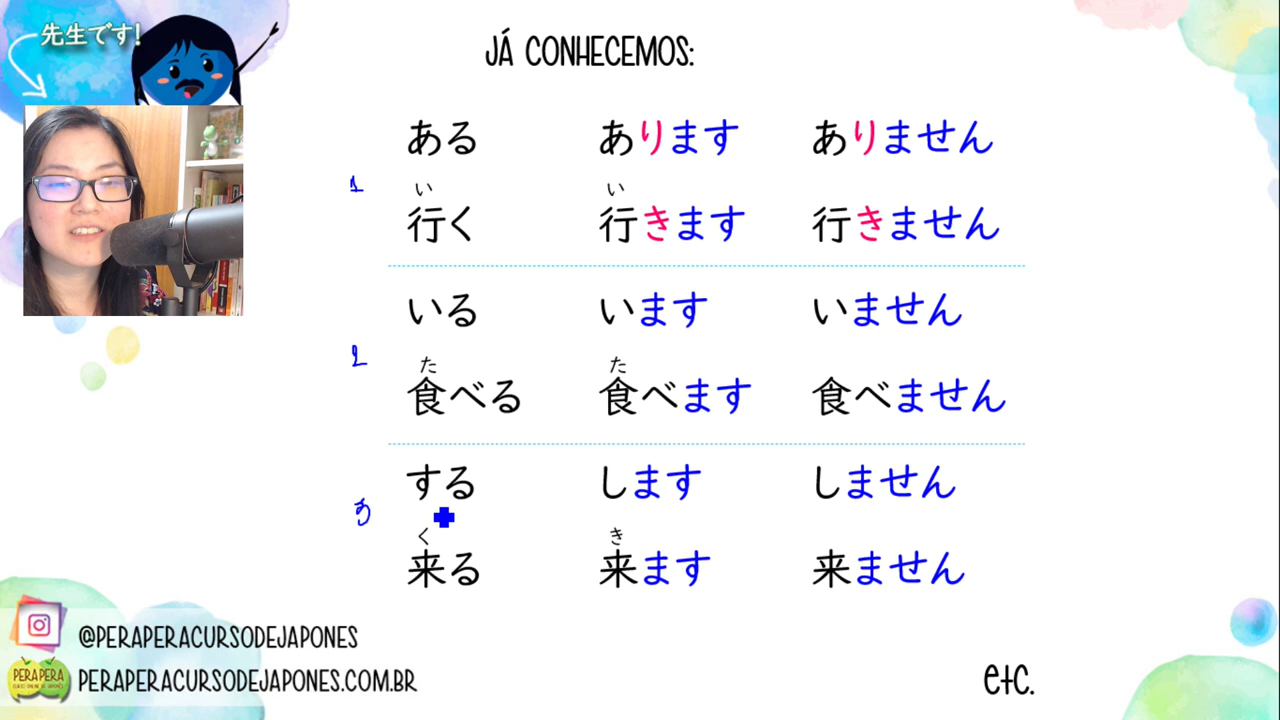 先生です!
JÁ CONHECEMOS:
ある あります ありません
1
い い
行く 行きます 行きません
いる います いません
2
た た
食べる 食べます 食べません
する します しません
3
く き
来る 来ます 来ません
@PERAPERACURSODEJAPONES
PERAPERA
PERAPERACURSODEJAPONES.COM.BR
etc.